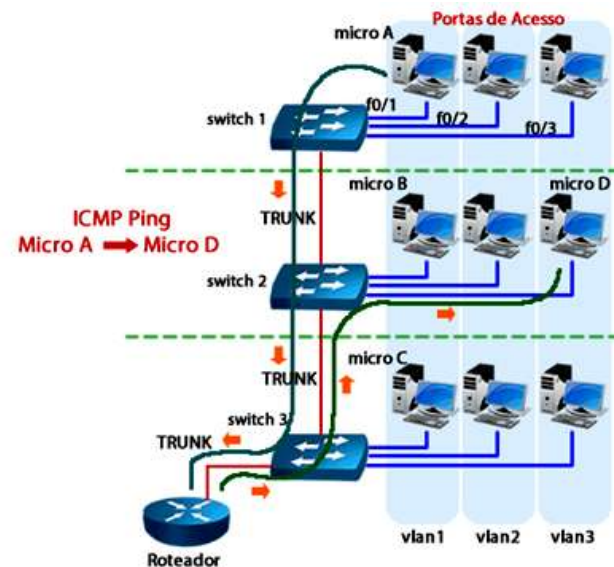 Portas de Acesso
micro A
f0/1
switch 1
f0/2
f0/3
micro B
micro D
ICMP Ping
Micro A
Micro D
TRUNK
switch 2
micro C
TRUNK
switch 3
TRUNK
Roteador
vlan1
vlan2
vlan3